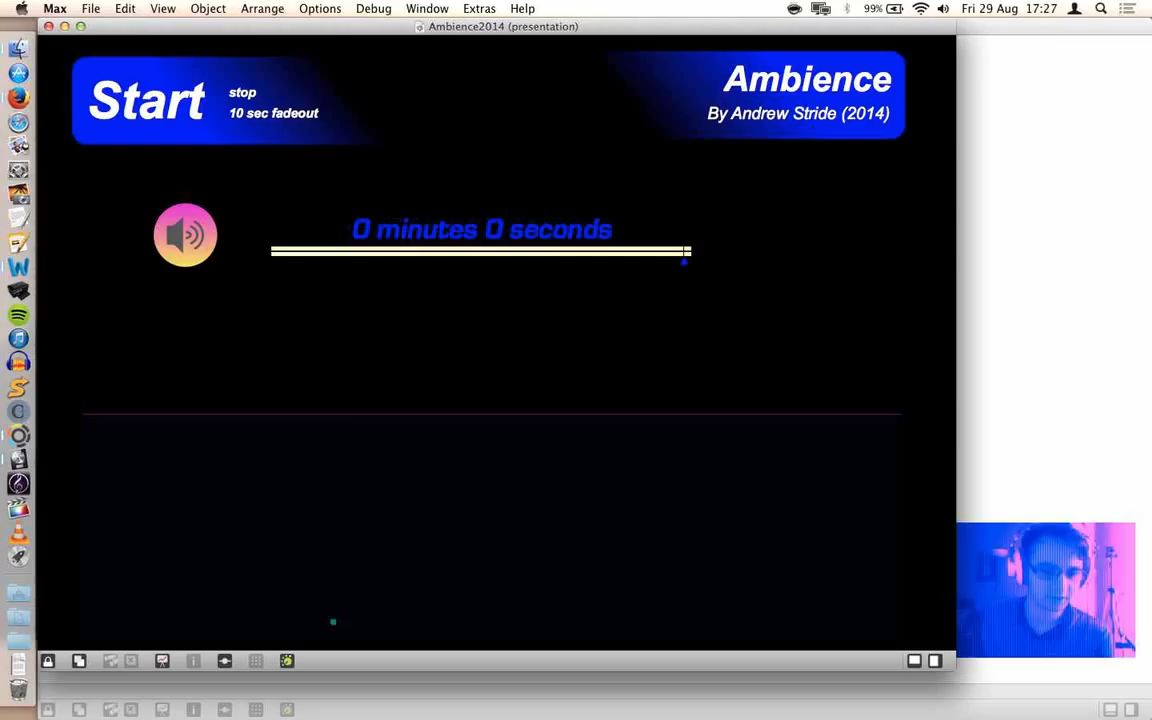 Max File Edit View Object Arrange Options Debug Window Extras Help 99% Fri 29 Aug 17:27
Ambience2014 (presentation)
Start
stop
10 sec fadeout
Ambience
By Andrew Stride (2014)
0 minutes 0 seconds